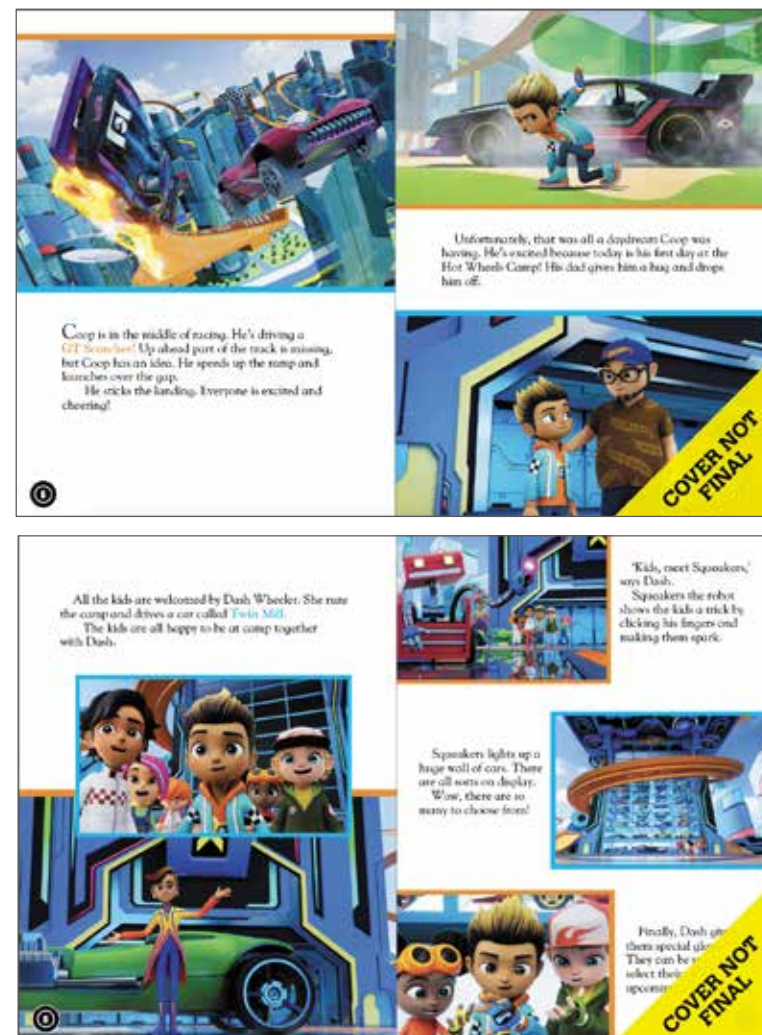 Coop is in the middle of racing. He's driving a
GT Scorcher! Up ahead part of the track is missing,
but Coop has an idea. He spends up the ramp and
launches over the gap.
He sticks the landing. Everyone is excited and
cheering!
Unfortunately, that was all a daydream Coop was
having. He's excited because today is his first day at the
Hot Wheels Camp! His dad gives him a hug and drops
him off.
COVER NOT
FINAL
All the kids are welcomed by Dash Wheeler. She runs
the camp and drives a car called Twin Mill.
The kids are all happy to be at camp together
with Dash.
'Kids, meet Squeakers,'
says Dash.
Squeakers the robot
shows the kids a trick by
clicking his fingers and
making them spark.
Squeakers lights up a
huge wall of cars. There
are all sorts on display.
Wow, there are so
many to choose from!
Finally, Dash
them special
They can be
select their
COVER NOT
FINAL